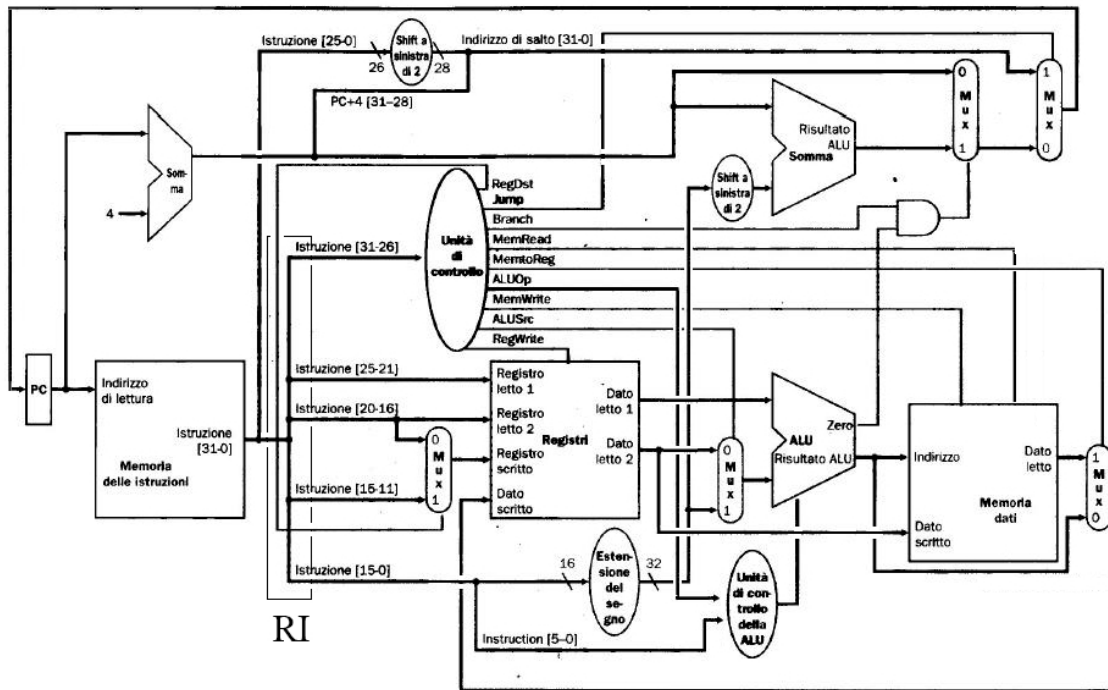 Istruzione [25-0]
26
Shift a
sinistra
di 2
28
Indirizzo di salto [31-0]
PC+4 [31–28]
4
Som-
ma
RegDst
Jump
Branch
MemRead
MemtoReg
ALUOp
MemWrite
ALUSrc
RegWrite
Unità
di
controllo
Shift a
sinistra
di 2
Risultato
ALU
Somma
0
M
u
x
1
1
M
u
x
0
Istruzione [31-26]
PC
Indirizzo
di lettura
Istruzione
[31-0]
Memoria
delle istruzioni
Istruzione [25-21]
Istruzione [20-16]
Istruzione [15-11]
Istruzione [15-0]
0
M
u
x
1
Registro
letto 1
Registro
letto 2
Registro
scritto
Dato
scritto
Registri
Dato
letto 1
Dato
letto 2
0
M
u
x
1
Zero
ALU
Risultato ALU
Indirizzo
Dato
letto
Memoria
dati
Dato
scritto
1
M
u
x
0
16
Esten-
sione
del
se-
gno
32
Unità
di con-
trollo
della
ALU
Instruction [5–0]
RI